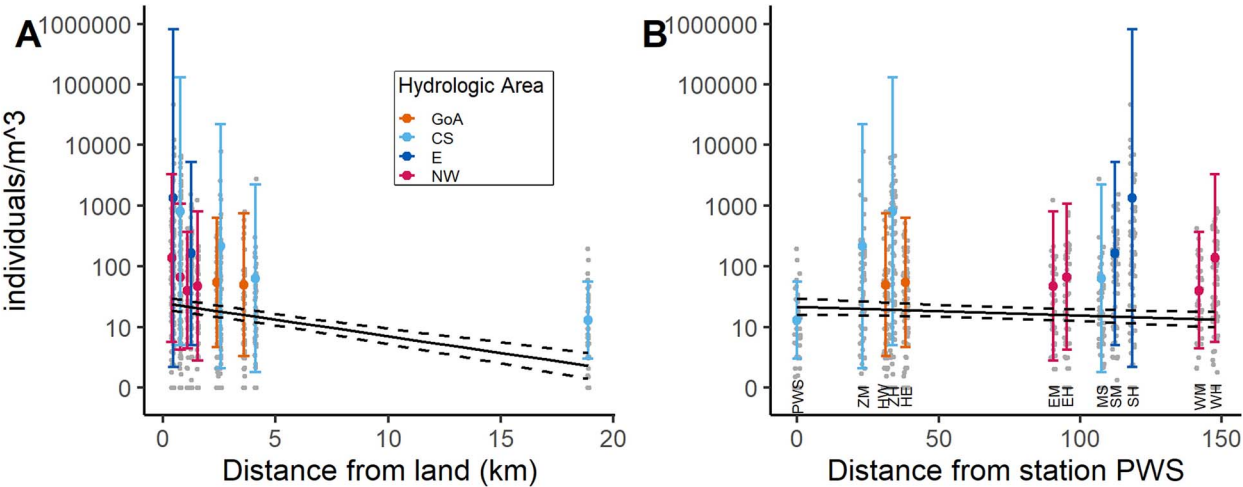 A
individuals/m^3
1000000
100000
10000
1000
100
10
0
Hydrologic Area
GoA
CS
E
NW
0 5 10 15 20
Distance from land (km)
B
1000000
100000
10000
1000
100
10
0
PWS ZM HW ZH HE EM EH MS SM SH WM WH
0 50 100 150
Distance from station PWS